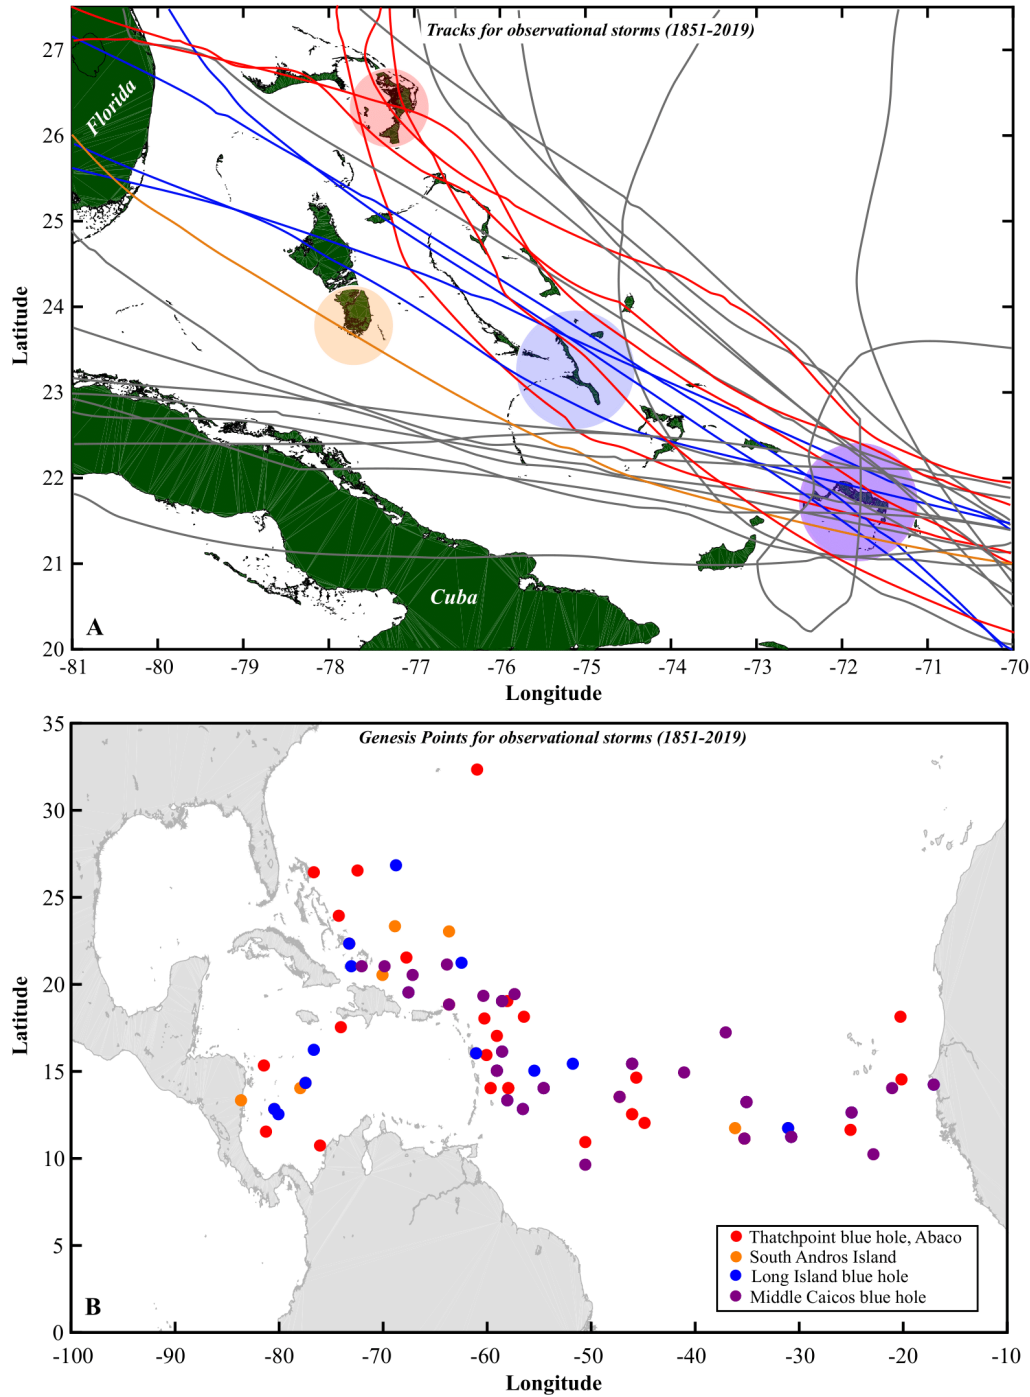 Tracks for observational storms (1851-2019)
27
26
25
24
23
22
21
20
Latitude
Florida
Cuba
A
-81
-80
-79
-78
-77
-76
-75
-74
-73
-72
-71
-70
Longitude
Genesis Points for observational storms (1851-2019)
35
30
25
20
15
10
5
0
Latitude
Thatchpoint blue hole, Abaco
South Andros Island
Long Island blue hole
Middle Caicos blue hole
B
-100
-90
-80
-70
-60
-50
-40
-30
-20
-10
Longitude